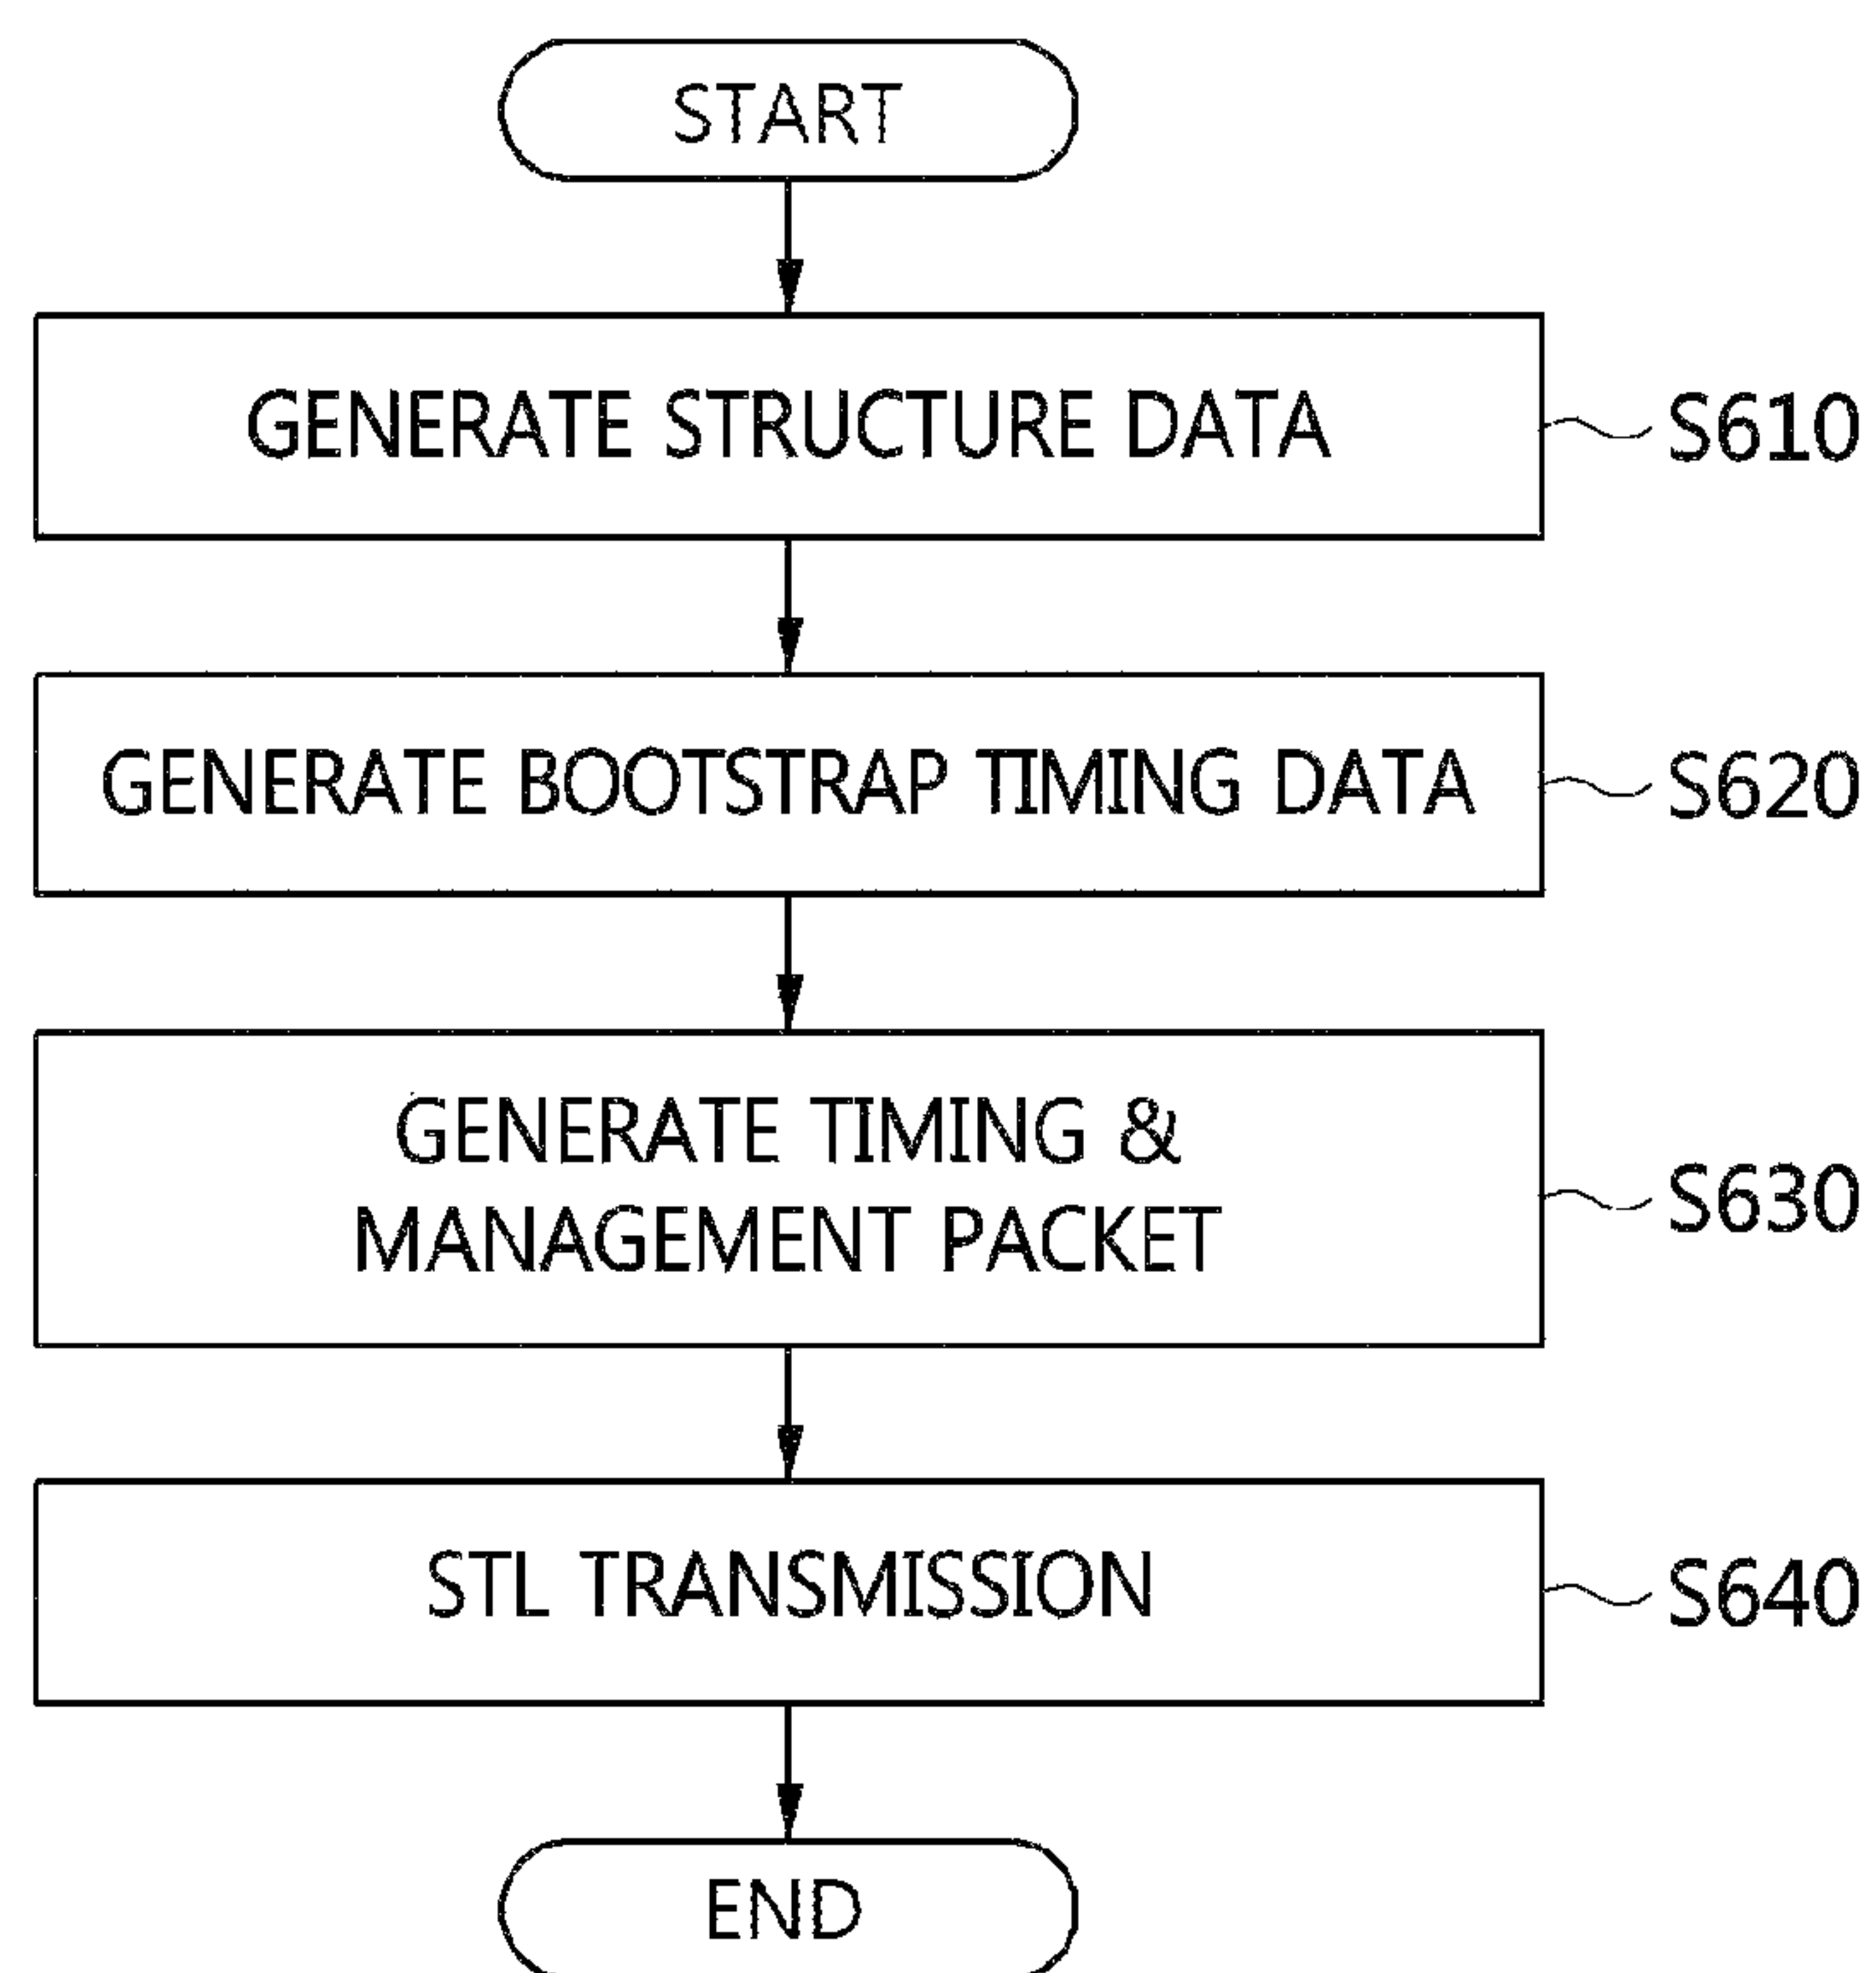 START
GENERATE STRUCTURE DATA
S610
GENERATE BOOTSTRAP TIMING DATA
S620
GENERATE TIMING &
MANAGEMENT PACKET
S630
STL TRANSMISSION
S640
END